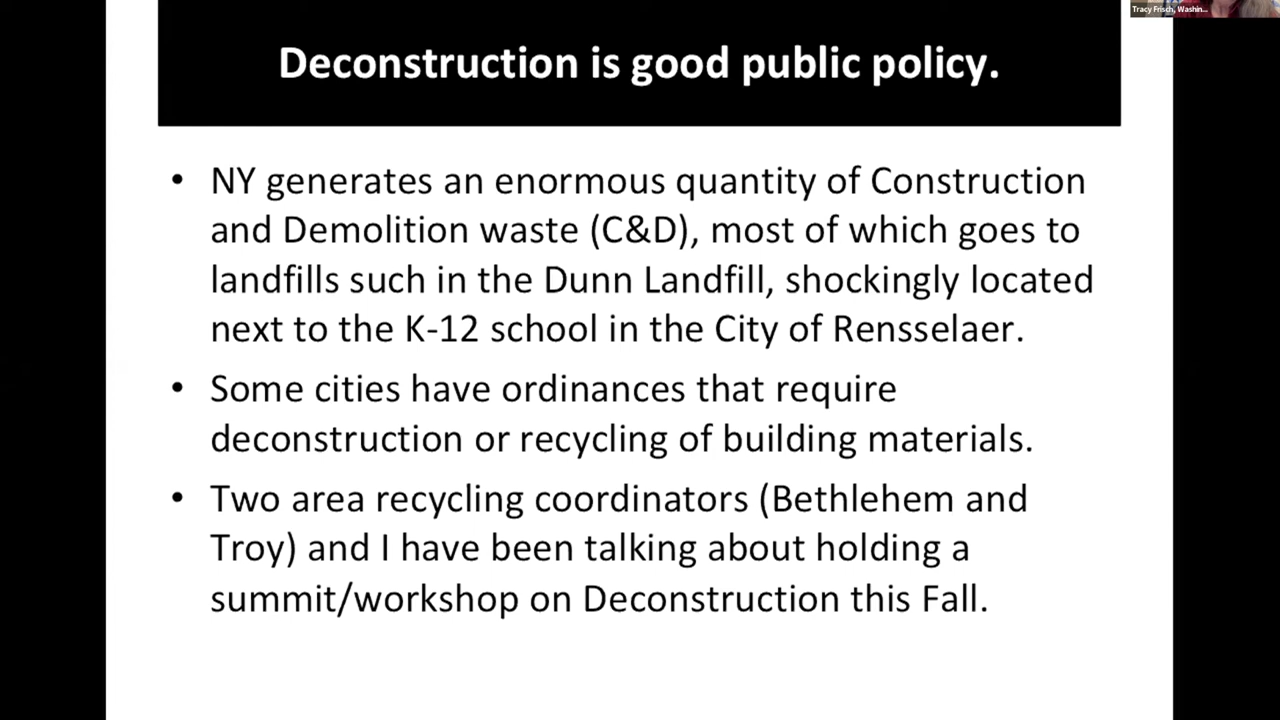 Tracy Frisch, Washin...
Deconstruction is good public policy.
• NY generates an enormous quantity of Construction
and Demolition waste (C&D), most of which goes to
landfills such in the Dunn Landfill, shockingly located
next to the K-12 school in the City of Rensselaer.
• Some cities have ordinances that require
deconstruction or recycling of building materials.
• Two area recycling coordinators (Bethlehem and
Troy) and I have been talking about holding a
summit/workshop on Deconstruction this Fall.